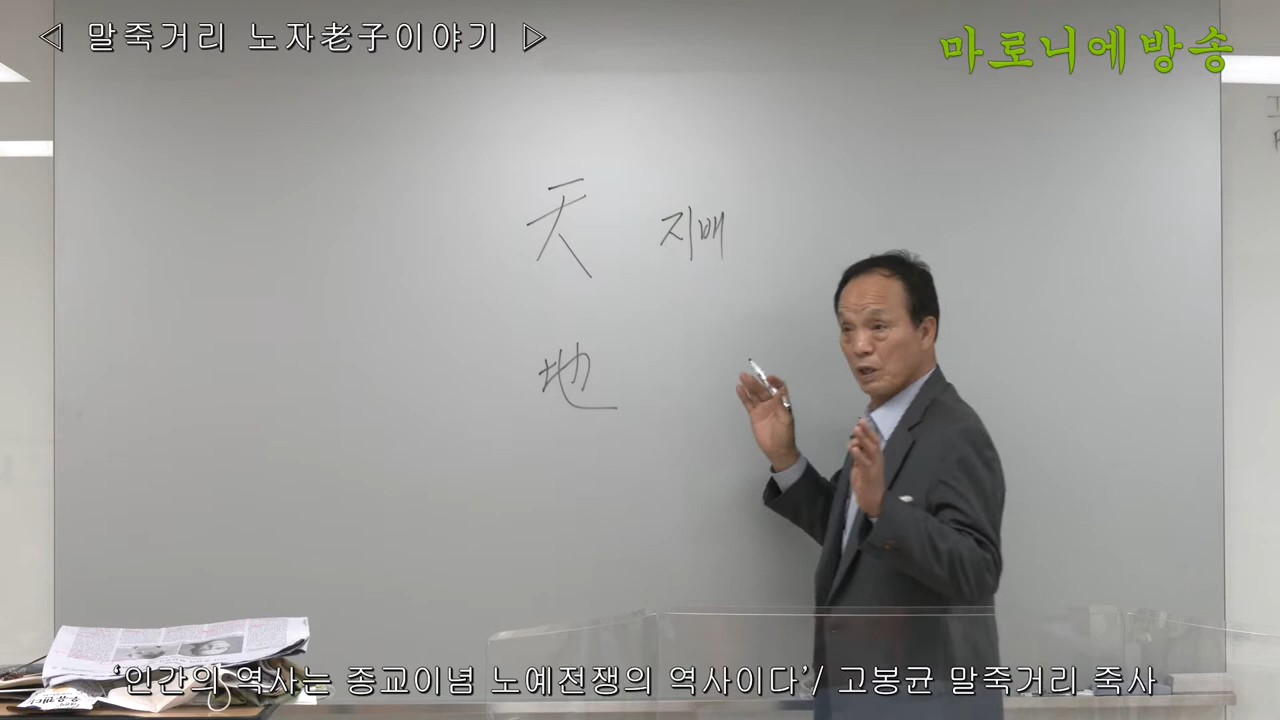 ◁ 말죽거리 노자老子이야기 ▷
마로니에방송
天 지배
地
‘인간의 역사는 종교이념 노예전쟁의 역사이다’/ 고봉균 말죽거리 죽사